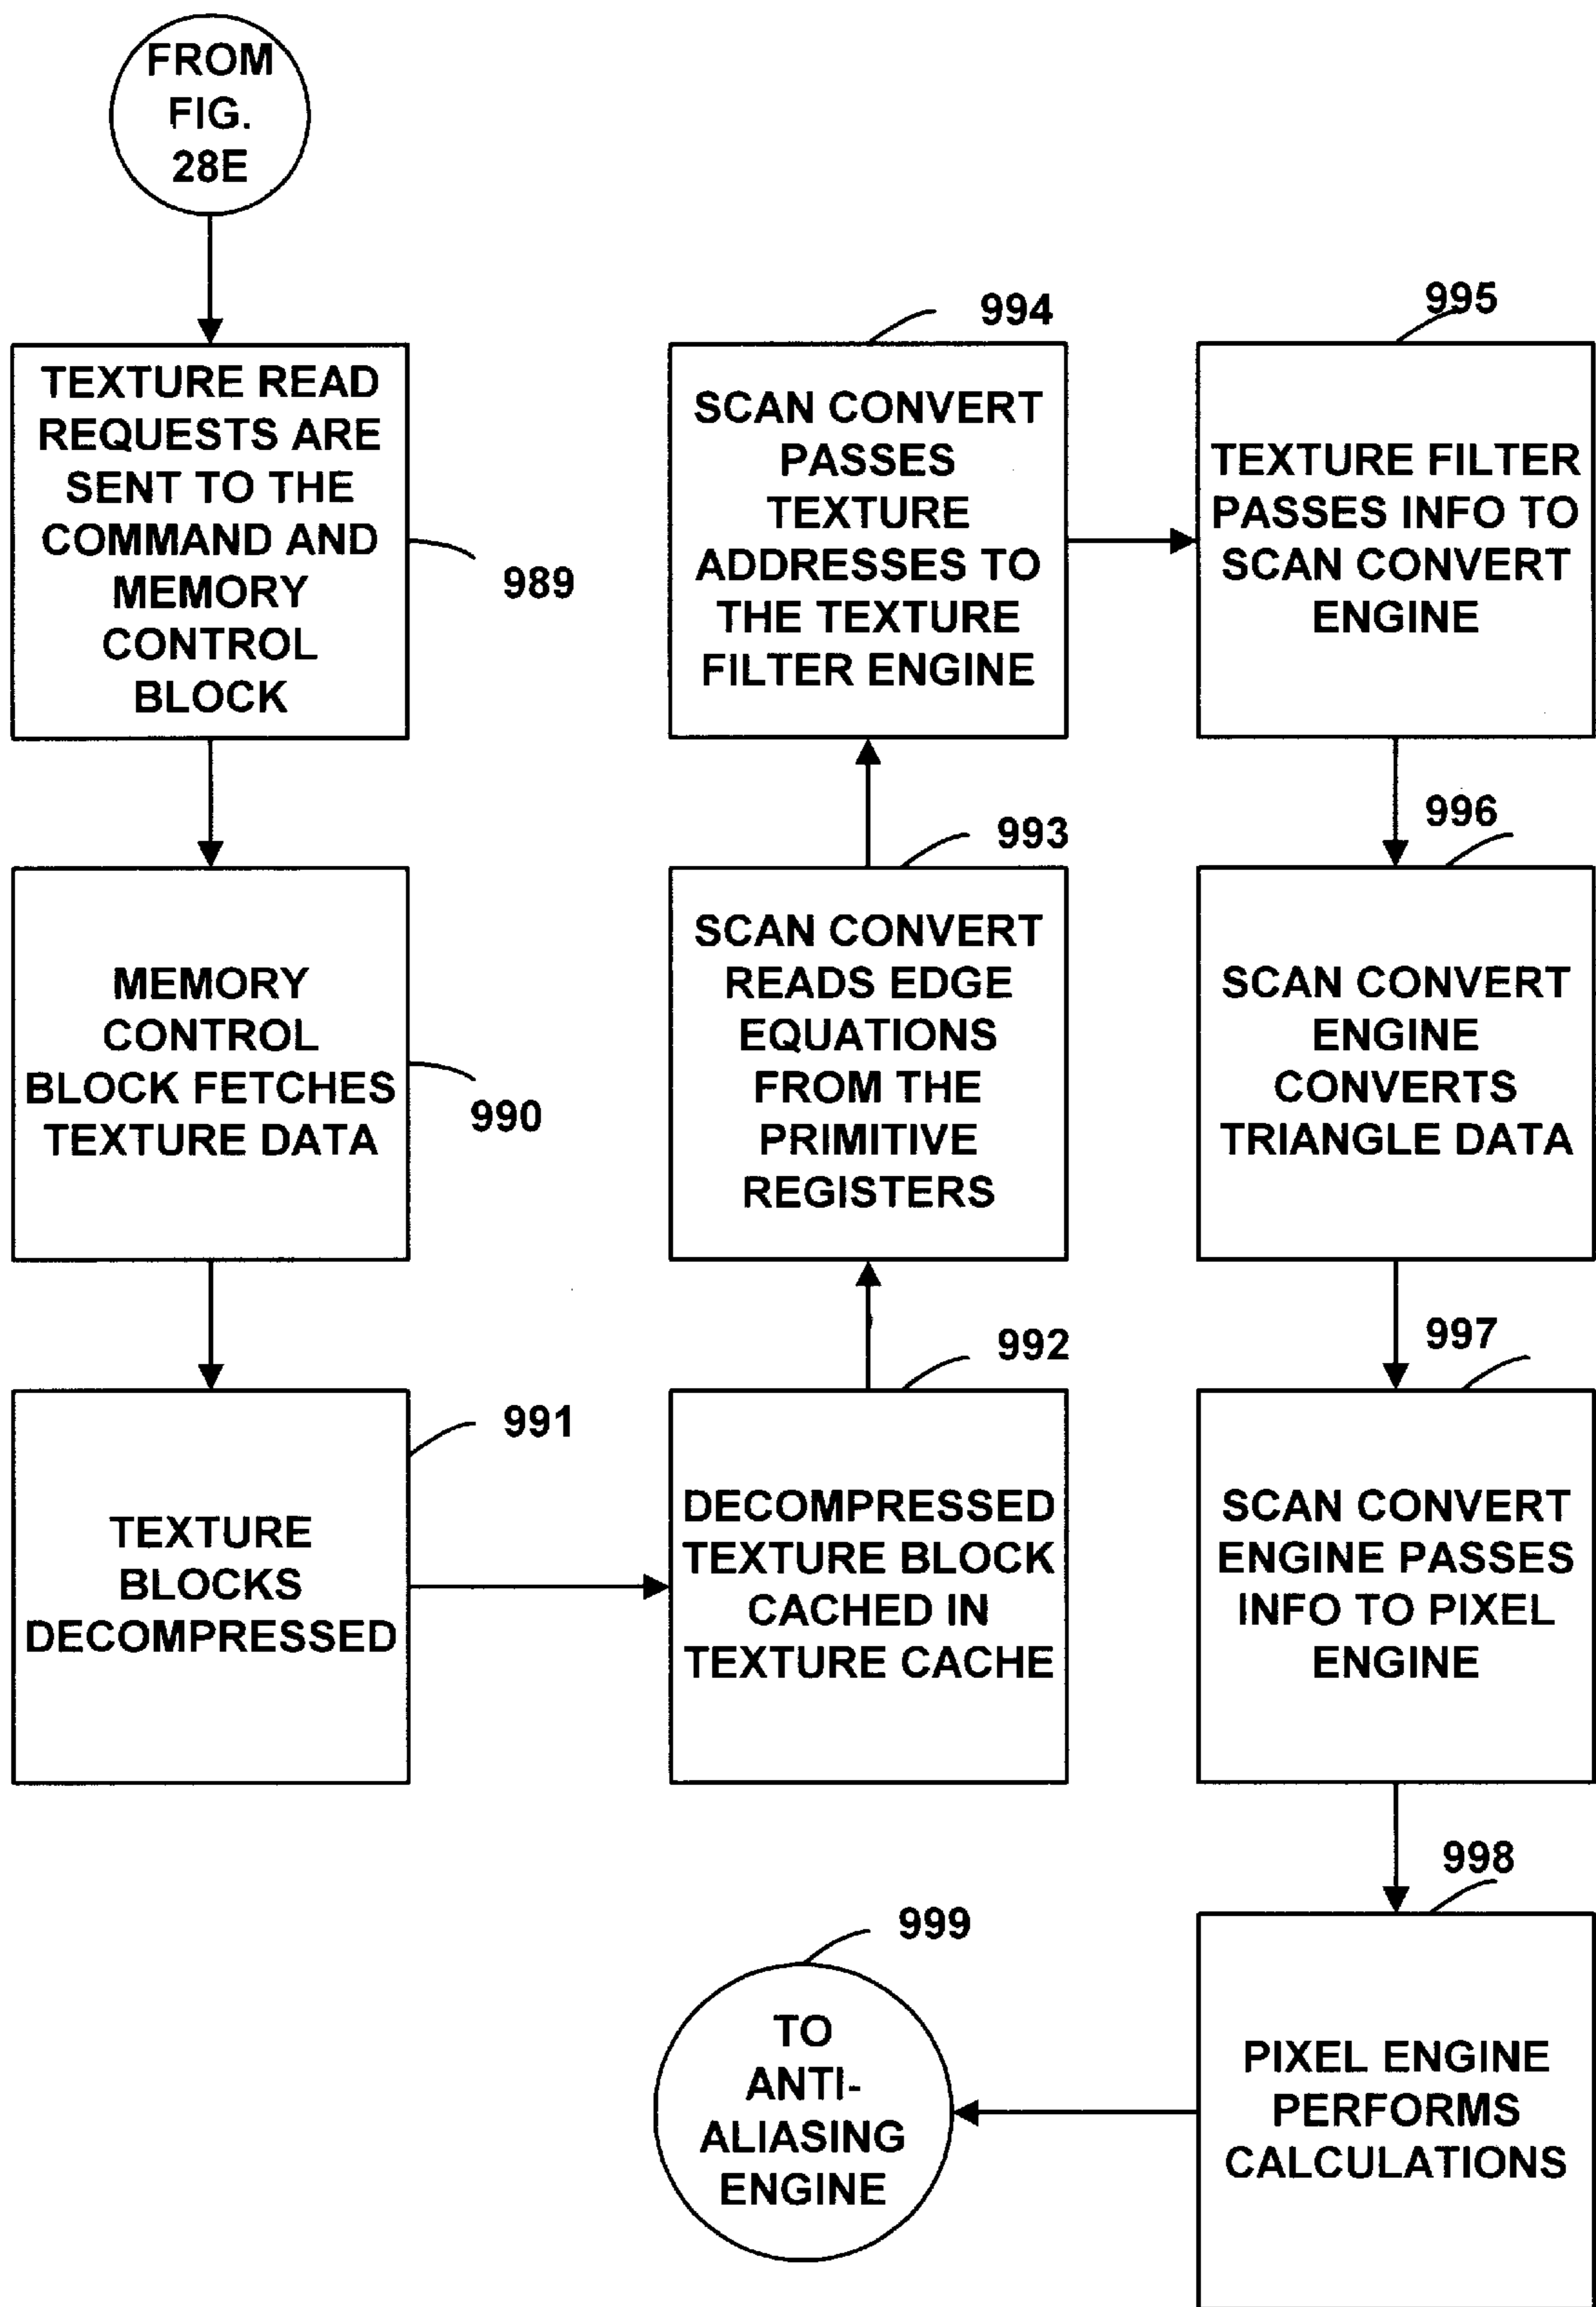 FROM
FIG.
28E
TEXTURE READ
REQUESTS ARE
SENT TO THE
COMMAND AND
MEMORY
CONTROL
BLOCK
989
MEMORY
CONTROL
BLOCK FETCHES
TEXTURE DATA
990
TEXTURE
BLOCKS
DECOMPRESSED
991
DECOMPRESSED
TEXTURE BLOCK
CACHED IN
TEXTURE CACHE
992
SCAN CONVERT
READS EDGE
EQUATIONS
FROM THE
PRIMITIVE
REGISTERS
993
SCAN CONVERT
PASSES
TEXTURE
ADDRESSES TO
THE TEXTURE
FILTER ENGINE
994
TEXTURE FILTER
PASSES INFO TO
SCAN CONVERT
ENGINE
995
SCAN CONVERT
ENGINE
CONVERTS
TRIANGLE DATA
996
SCAN CONVERT
ENGINE PASSES
INFO TO PIXEL
ENGINE
997
PIXEL ENGINE
PERFORMS
CALCULATIONS
998
TO
ANTI-
ALIASING
ENGINE
999